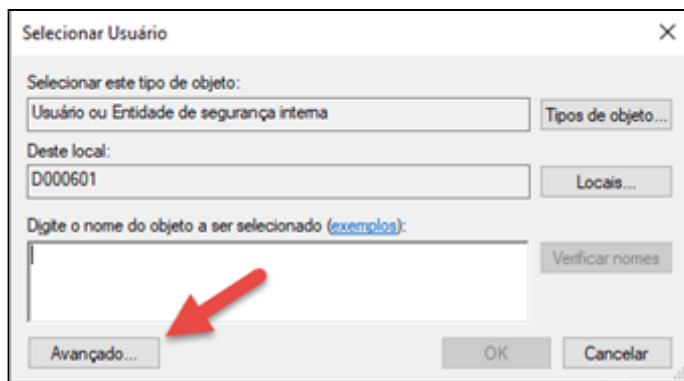 Selecionar Usuário
Selecionar este tipo de objeto:
Usuário ou Entidade de segurança interna
Tipos de objeto...
Deste local:
D000601
Locais...
Digite o nome do objeto a ser selecionado (exemplos):
Verificar nomes
Avançado...
OK
Cancelar